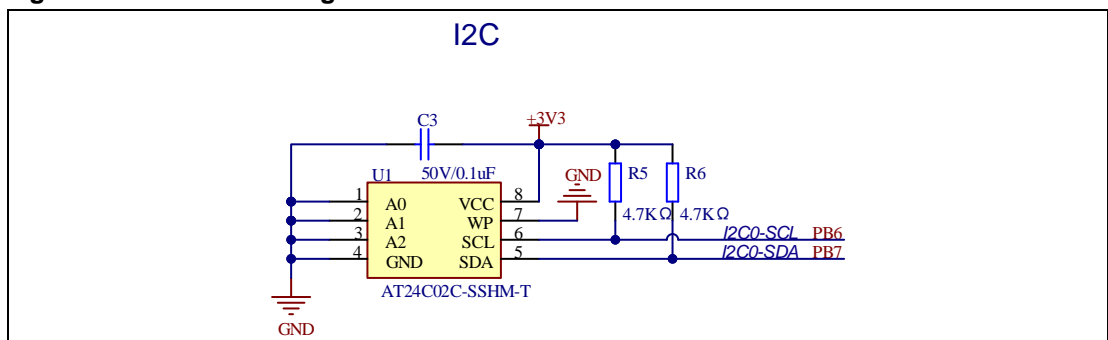 I2C
C3
+3V3
U1
50V/0.1uF
GND
R5
R6
1
A0
VCC
8
2
A1
WP
7
4.7KΩ
4.7KΩ
3
A2
SCL
6
I2C0-SCL
PB6
4
GND
SDA
5
I2C0-SDA
PB7
AT24C02C-SSHM-T
GND